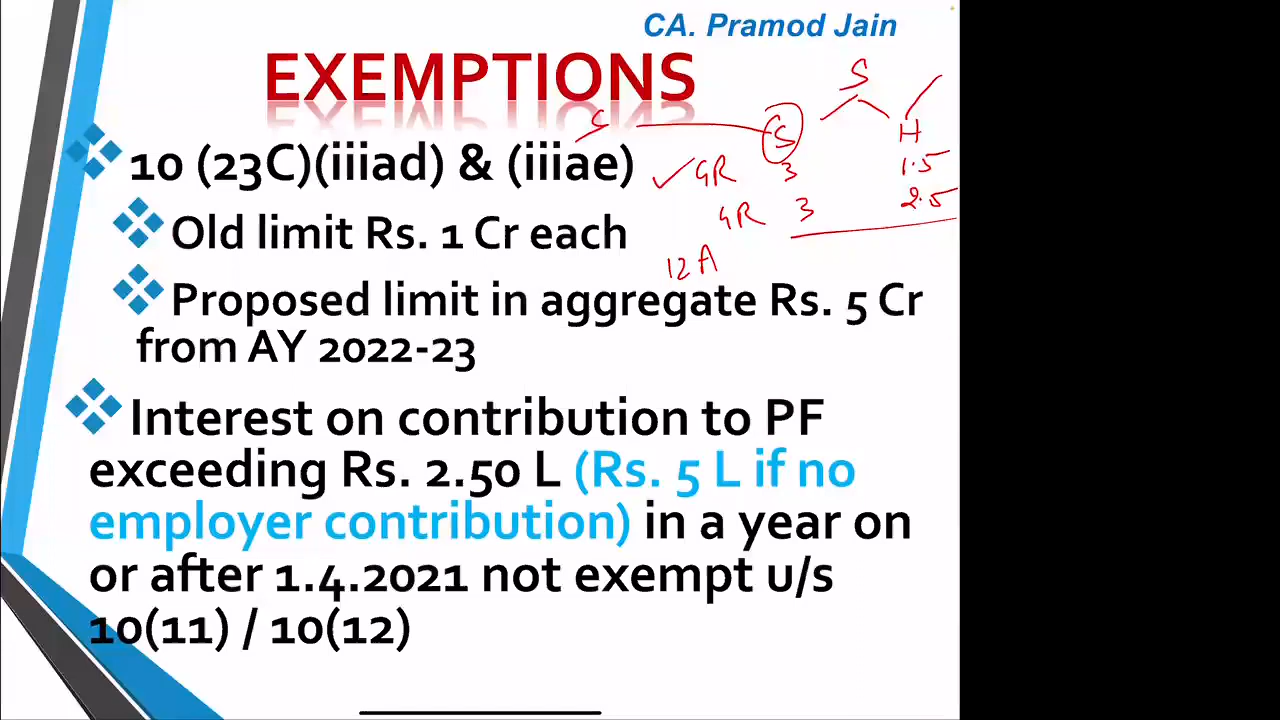 CA. Pramod Jain
EXEMPTIONS
S
S
S
H
10 (23C)(iiiad) & (iiiae)
GR 3 1.5
Old limit Rs. 1 Cr each
GR 3 2.5
12A
Proposed limit in aggregate Rs. 5 Cr
from AY 2022-23
Interest on contribution to PF
exceeding Rs. 2.50 L (Rs. 5 L if no
employer contribution) in a year on
or after 1.4.2021 not exempt u/s
10(11) / 10(12)